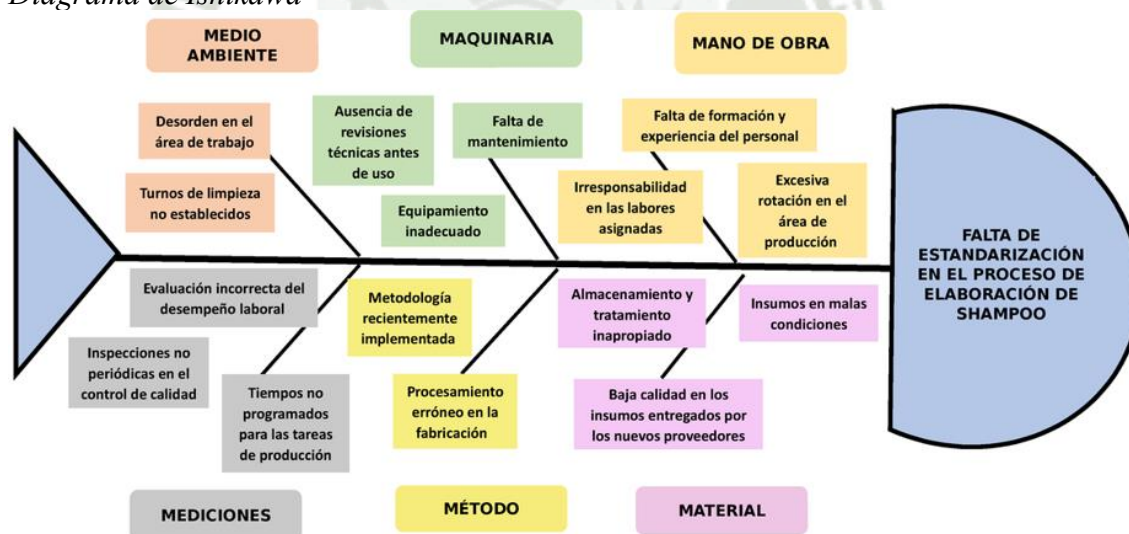 Diagrama de Ishikawa
MEDIO
AMBIENTE
MAQUINARIA
MANO DE OBRA
Desorden en el
área de trabajo
Turnos de limpieza
no establecidos
Ausencia de
revisiones
técnicas antes
de uso
Falta de
mantenimiento
Equipamiento
inadecuado
Falta de formación y
experiencia del personal
Irresponsabilidad
en las labores
asignadas
Excesiva
rotación en el
área de
producción
FALTA DE
ESTANDARIZACIÓN
EN EL PROCESO DE
ELABORACIÓN DE
SHAMPOO
Evaluación incorrecta del
desempeño laboral
Inspecciones no
periódicas en el
control de calidad
Tiempos no
programados
para las tareas
de producción
Metodología
recientemente
implementada
Procesamiento
erróneo en la
fabricación
Almacenamiento y
tratamiento
inapropiado
Insumos en malas
condiciones
Baja calidad en los
insumos entregados por
los nuevos proveedores
MEDICIONES
MÉTODO
MATERIAL